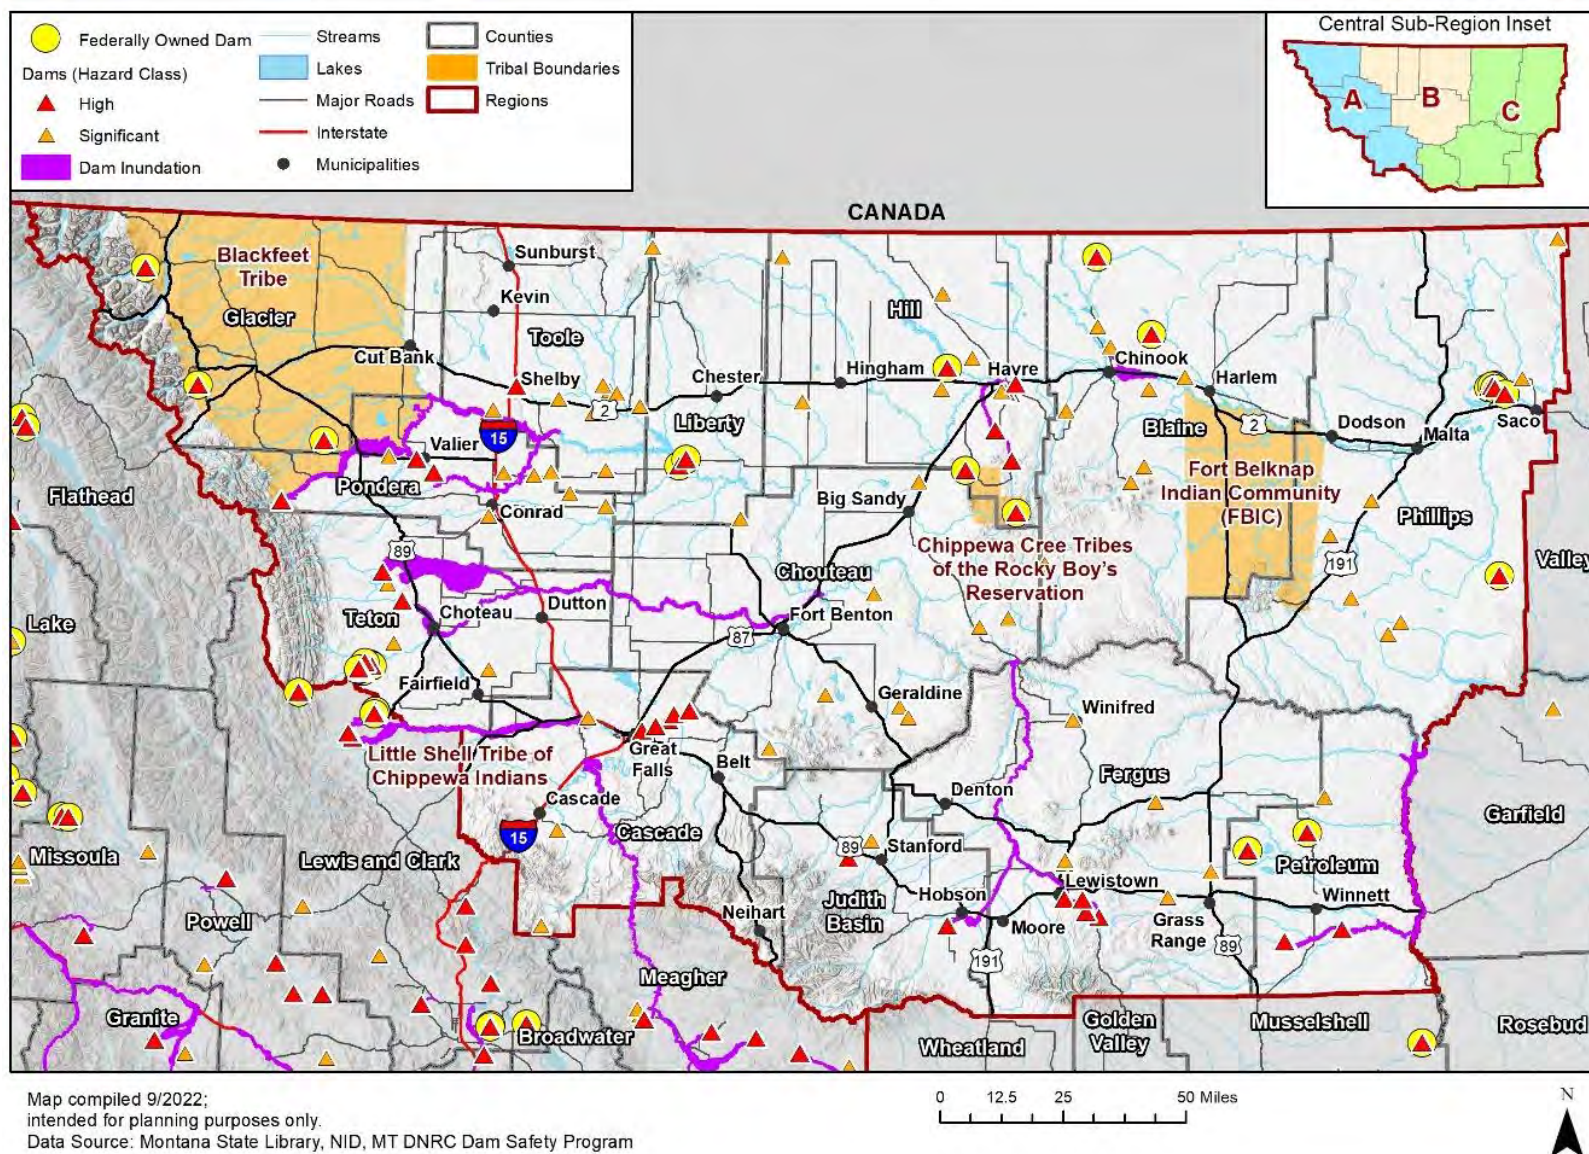 Federally Owned Dam
Dams (Hazard Class)
High
Significant
Dam Inundation
Streams
Lakes
Major Roads
Interstate
Municipalities
Counties
Tribal Boundaries
Regions
Central Sub-Region Inset
A
B
C
CANADA
Blackfeet
Tribe
Glacier
Sunburst
Kevin
Toole
Cut Bank
Shelby
2
Chester
Liberty
Hill
Hingham
Havre
Chinook
Harlem
Blaine
2
Dodson
Malta
Saco
15
Valier
Pondera
Conrad
Flathead
Big Sandy
Fort Belknap
Indian Community
(FBIC)
Phillips
Valley
191
89
Chippewa Cree Tribes
of the Rocky Boy's
Reservation
Chouteau
Lake
Teton
Choteau
Dutton
87
Fort Benton
Fairfield
Geraldine
Winifred
Little Shell Tribe of
Chippewa Indians
Great
Falls
Belt
Fergus
Denton
Garfield
Cascade
15
Cascade
89
Stanford
Petroleum
Missoula
Lewis and Clark
Lewistown
Hobson
Winnett
Judith
Basin
Neihart
Moore
Grass
Range
89
191
Powell
Meagher
Granite
Broadwater
Wheatland
Golden
Valley
Musselshell
Rosebud
Map compiled 9/2022;
intended for planning purposes only.
Data Source: Montana State Library, NID, MT DNRC Dam Safety Program
0 12.5 25 50 Miles
N